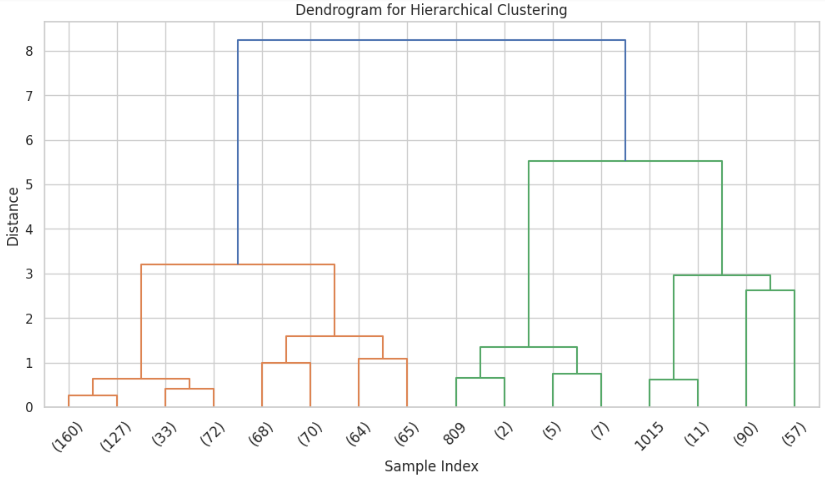 Dendrogram for Hierarchical Clustering
8
7
6
5
4
3
2
1
0
Distance
(160) (127) (33) (72) (68) (70) (64) (65) 809 (2) (5) (7) 1015 (11) (90) (57)
Sample Index